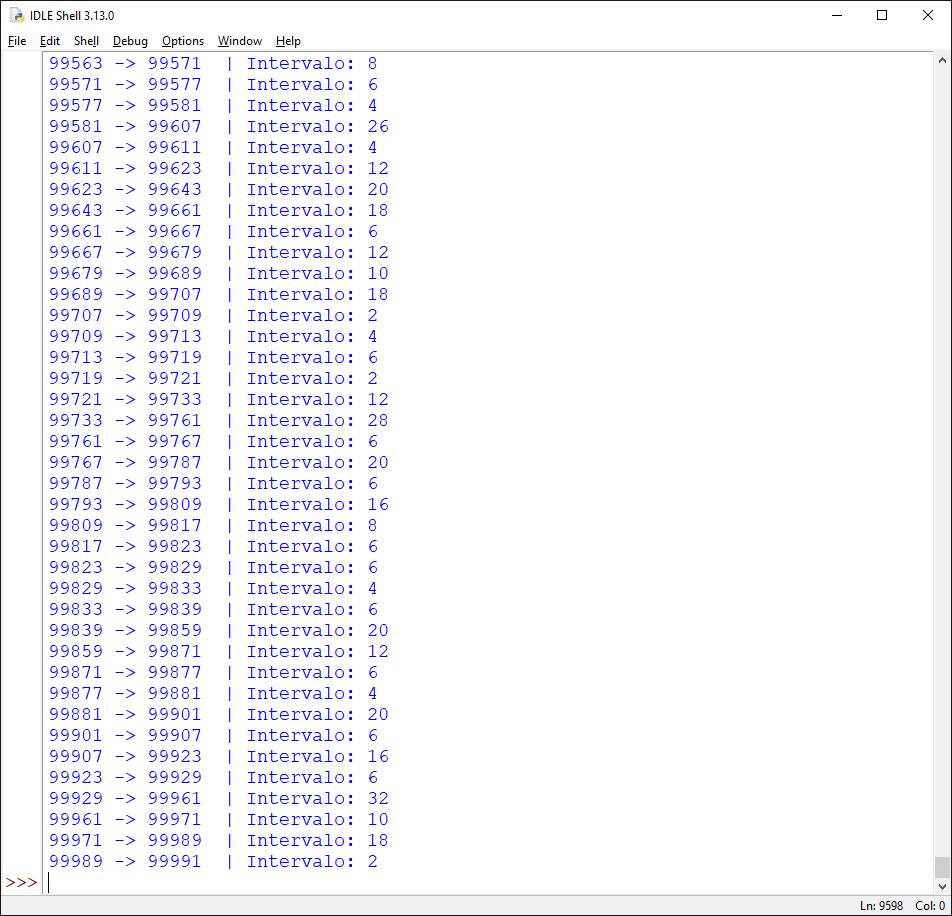 IDLE Shell 3.13.0
File Edit Shell Debug Options Window Help
99563 -> 99571  | Intervalo: 8
99571 -> 99577  | Intervalo: 6
99577 -> 99581  | Intervalo: 4
99581 -> 99607  | Intervalo: 26
99607 -> 99611  | Intervalo: 4
99611 -> 99623  | Intervalo: 12
99623 -> 99643  | Intervalo: 20
99643 -> 99661  | Intervalo: 18
99661 -> 99667  | Intervalo: 6
99667 -> 99679  | Intervalo: 12
99679 -> 99689  | Intervalo: 10
99689 -> 99707  | Intervalo: 18
99707 -> 99709  | Intervalo: 2
99709 -> 99713  | Intervalo: 4
99713 -> 99719  | Intervalo: 6
99719 -> 99721  | Intervalo: 2
99721 -> 99733  | Intervalo: 12
99733 -> 99761  | Intervalo: 28
99761 -> 99767  | Intervalo: 6
99767 -> 99787  | Intervalo: 20
99787 -> 99793  | Intervalo: 6
99793 -> 99809  | Intervalo: 16
99809 -> 99817  | Intervalo: 8
99817 -> 99823  | Intervalo: 6
99823 -> 99829  | Intervalo: 6
99829 -> 99833  | Intervalo: 4
99833 -> 99839  | Intervalo: 6
99839 -> 99859  | Intervalo: 20
99859 -> 99871  | Intervalo: 12
99871 -> 99877  | Intervalo: 6
99877 -> 99881  | Intervalo: 4
99881 -> 99901  | Intervalo: 20
99901 -> 99907  | Intervalo: 6
99907 -> 99923  | Intervalo: 16
99923 -> 99929  | Intervalo: 6
99929 -> 99961  | Intervalo: 32
99961 -> 99971  | Intervalo: 10
99971 -> 99989  | Intervalo: 18
99989 -> 99991  | Intervalo: 2
>>>
Ln: 9598 Col: 0